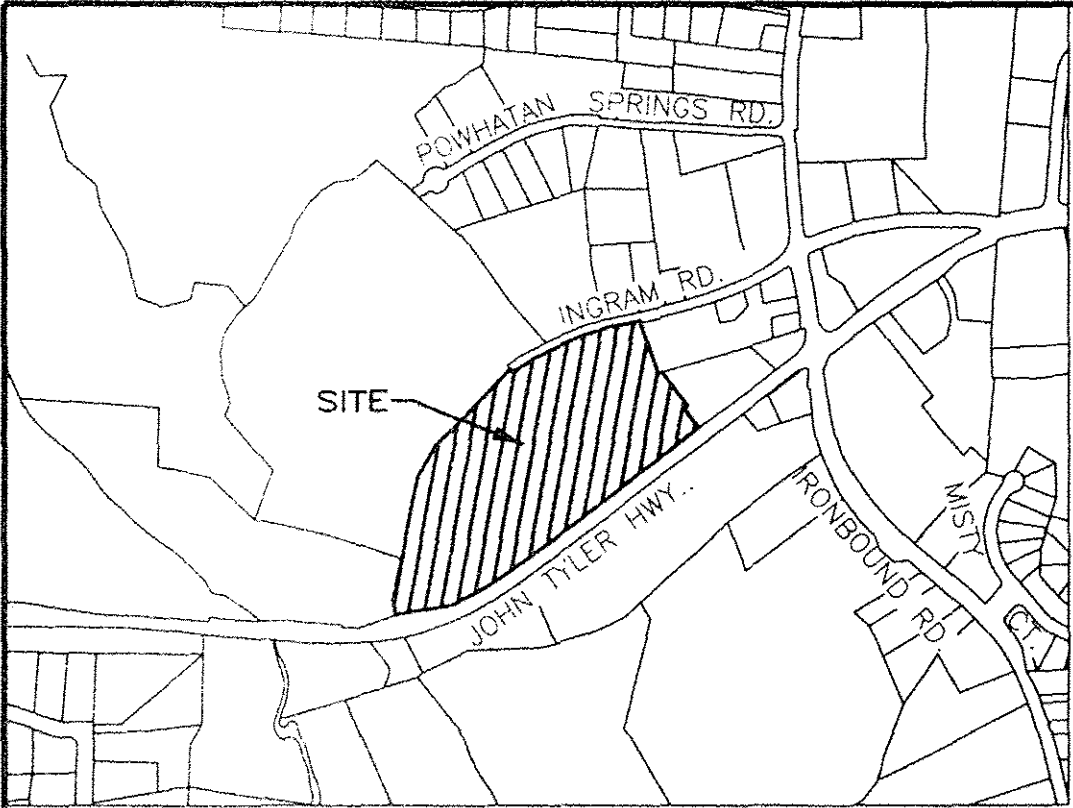 POWHATAN SPRINGS RD.
INGRAM RD.
SITE
JOHN TYLER HWY..
IRONBOUND RD
MISTY CT.